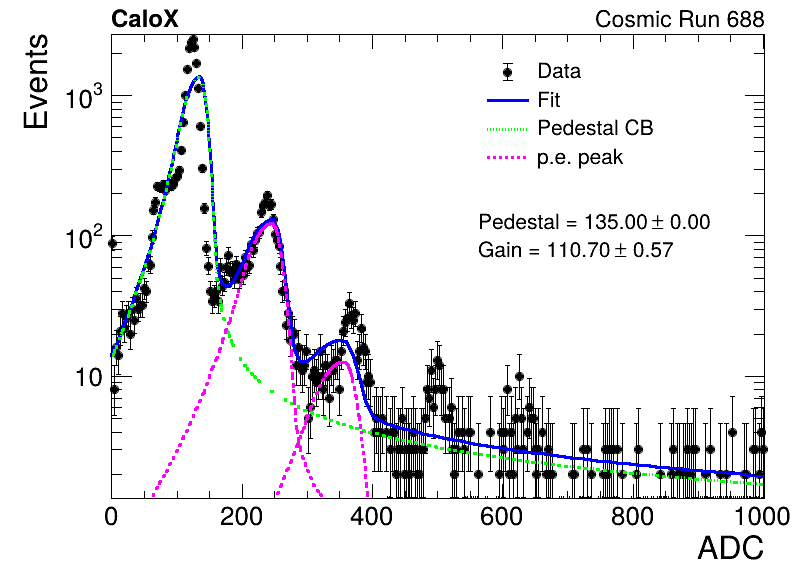 CaloX Cosmic Run 688
Events
Data
Fit
Pedestal CB
p.e. peak
Pedestal = 135.00 ± 0.00
Gain = 110.70 ± 0.57
10³
10²
10
0 200 400 600 800 1000
ADC